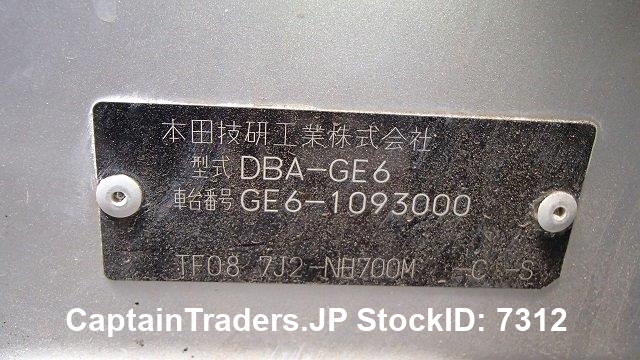 本田技研工業株式会社
型式 DBA-GE6
車台番号 GE6-1093000
TF08 7J2-NH700M -C -S
CaptainTraders.JP StockID: 7312